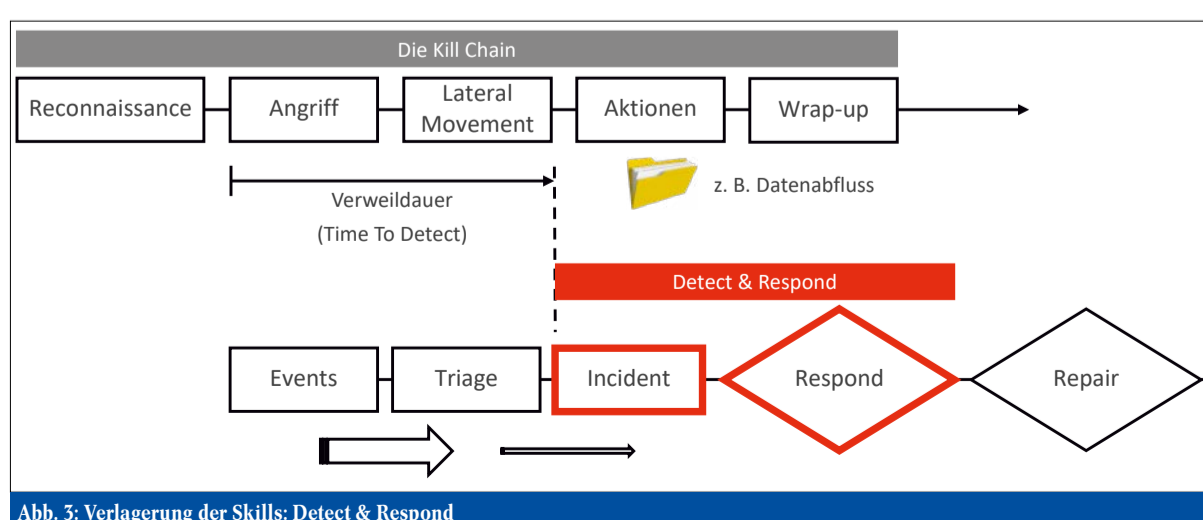 Die Kill Chain
Reconnaissance
Angriff
Lateral
Movement
Aktionen
Wrap-up
z. B. Datenabfluss
Verweildauer
(Time To Detect)
Detect & Respond
Events
Triage
Incident
Respond
Repair
Abb. 3: Verlagerung der Skills: Detect & Respond